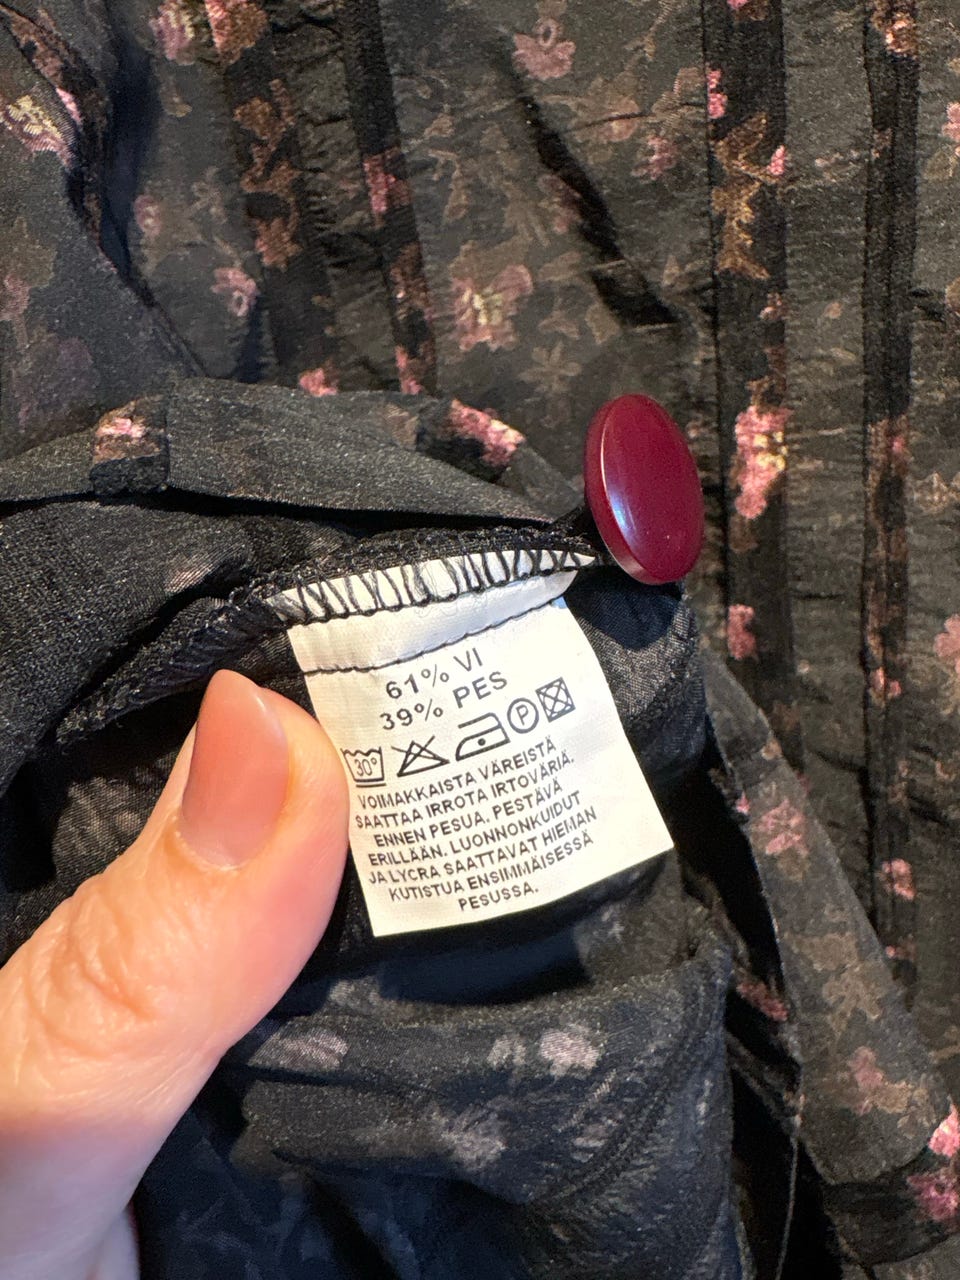 61% VI
39% PES
30° P
VOIMAKKAISTA VÄREISTÄ
SAATTAA IRROTA IRTOVÄRIÄ.
ENNEN PESUA. PESTÄVÄ
ERILLÄÄN. LUONNONKUIDUT
JA LYCRA SAATTAVAT HIEMAN
KUTISTUA ENSIMMÄISESSÄ
PESUSSA.